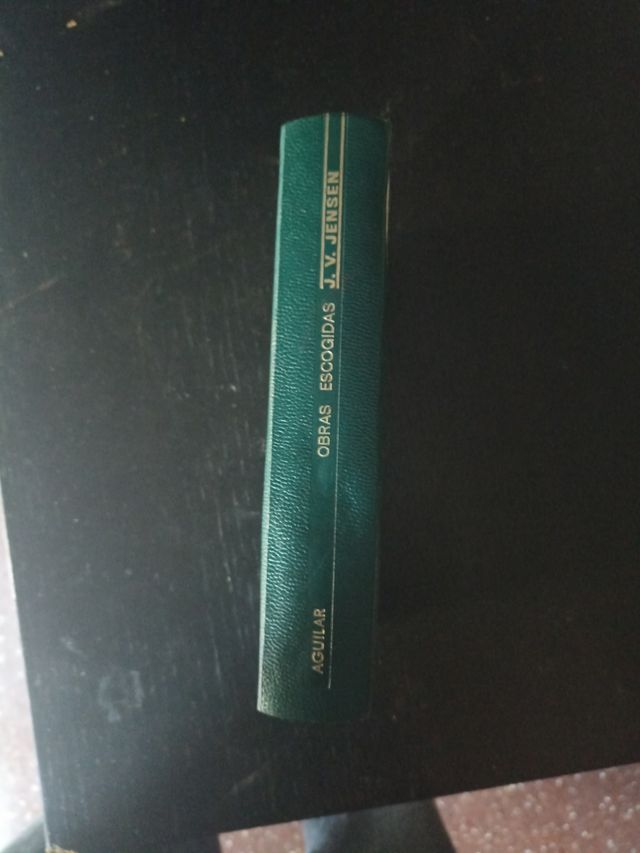 J. V. JENSEN
OBRAS ESCOGIDAS
AGUILAR